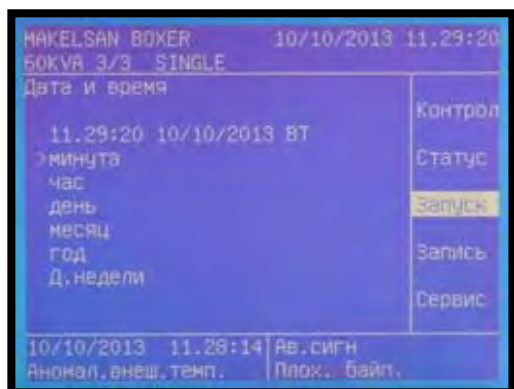 MAKELSAN BOXER 10/10/2013 11.29:20
60KVA 3/3 SINGLE
Дата и время
11.29:20 10/10/2013 ВТ
>минута
час
день
месяц
год
Д.недели
Контрол
Статус
Запуск
Запись
Сервис
10/10/2013 11.28:14
Аномал.внеш.темп.
Ав.сигн
Плох. байп.